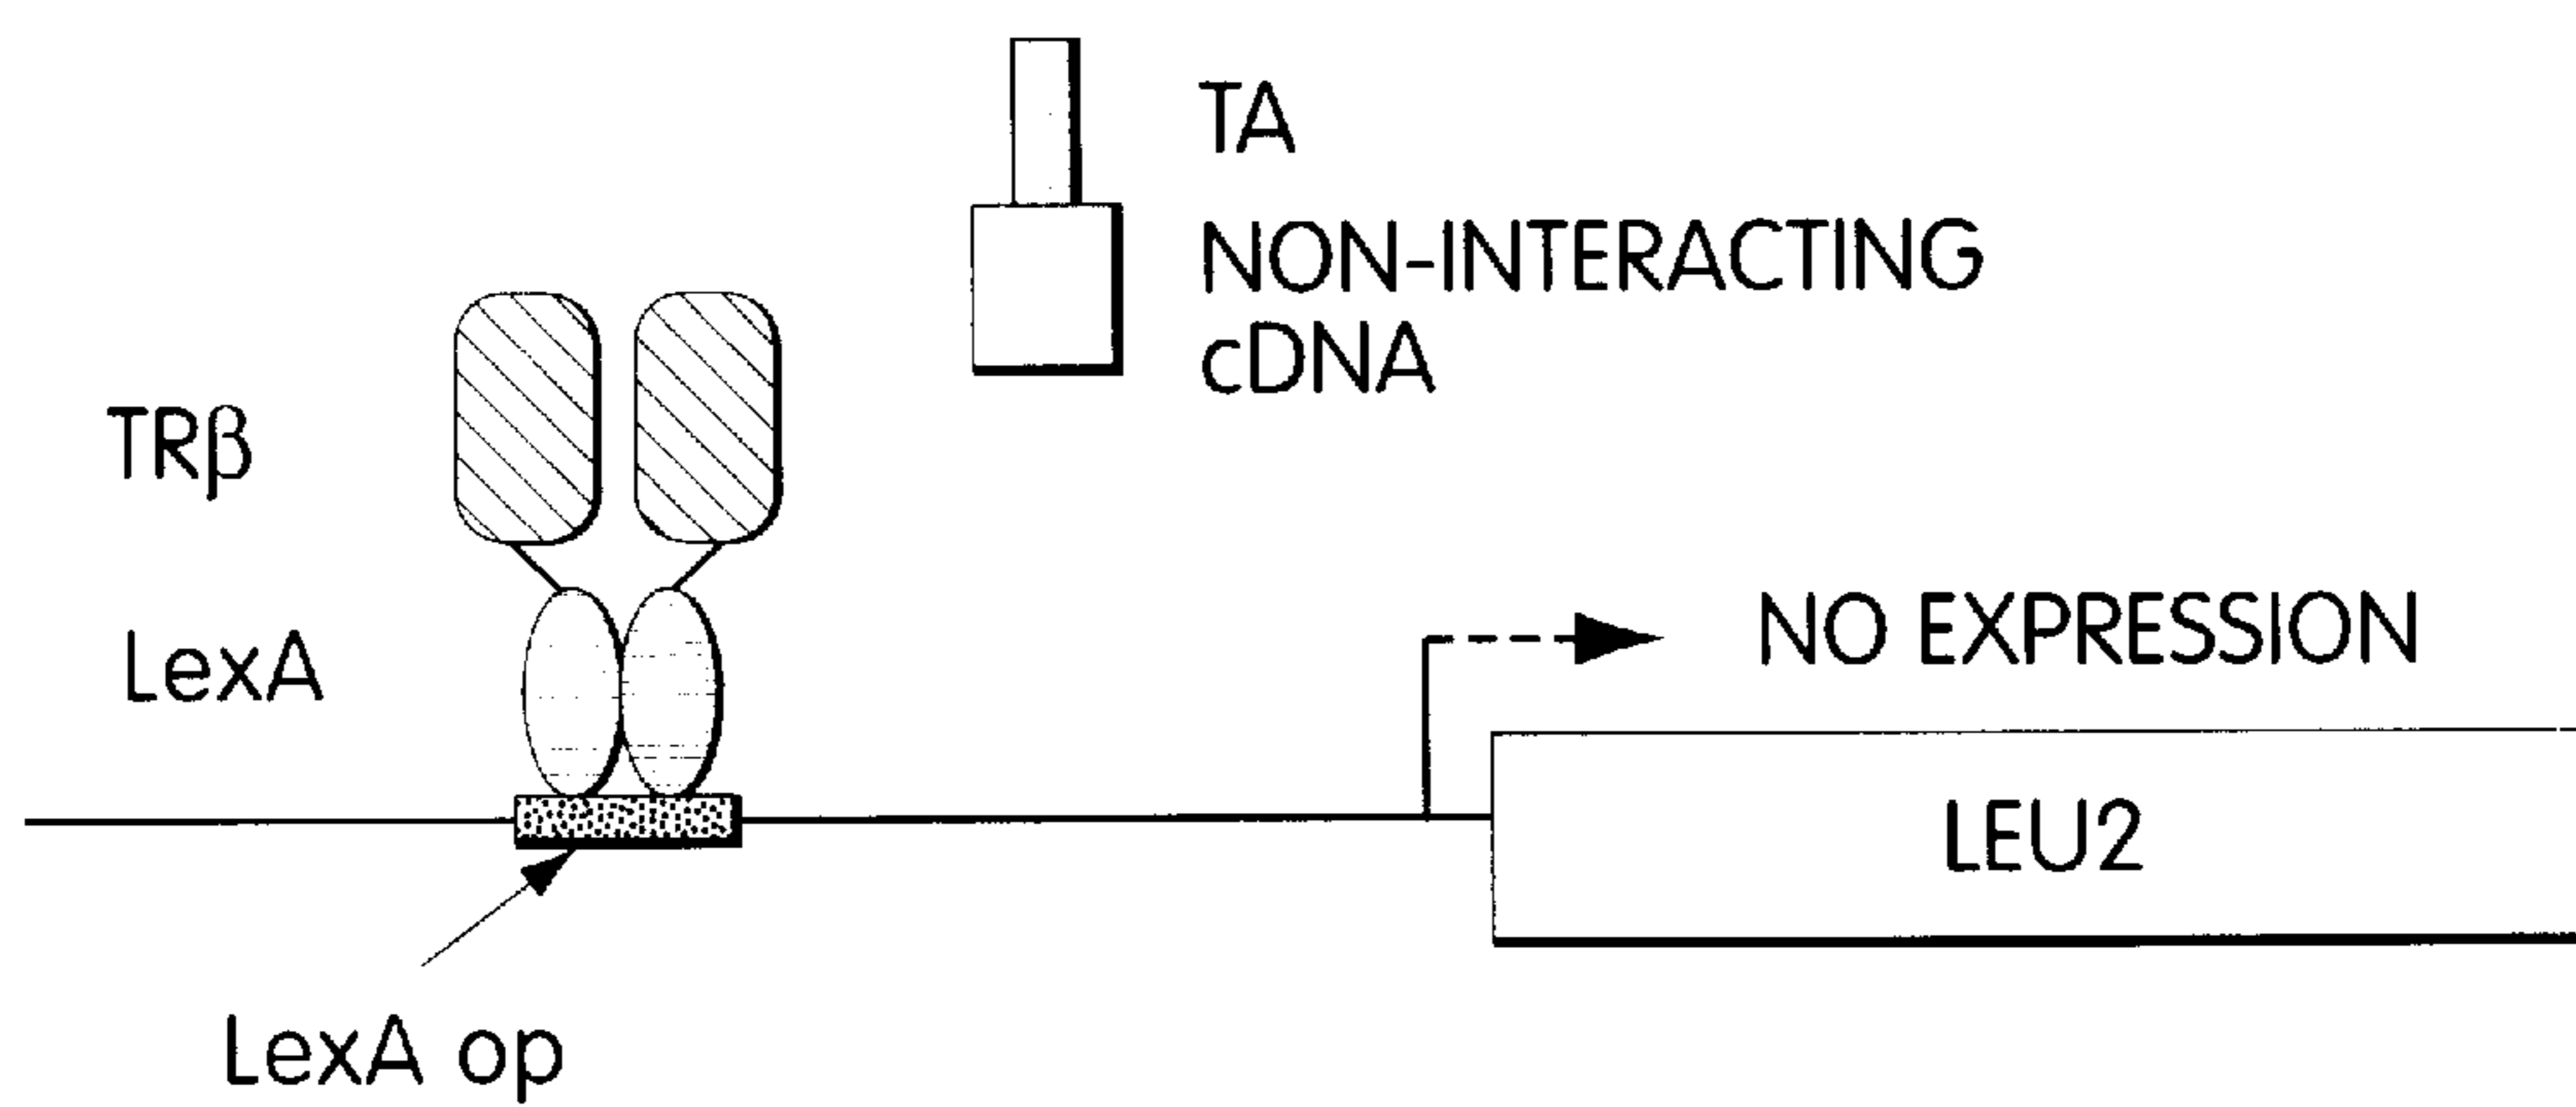 TA
NON-INTERACTING
cDNA
TRβ
LexA
NO EXPRESSION
LEU2
LexA op